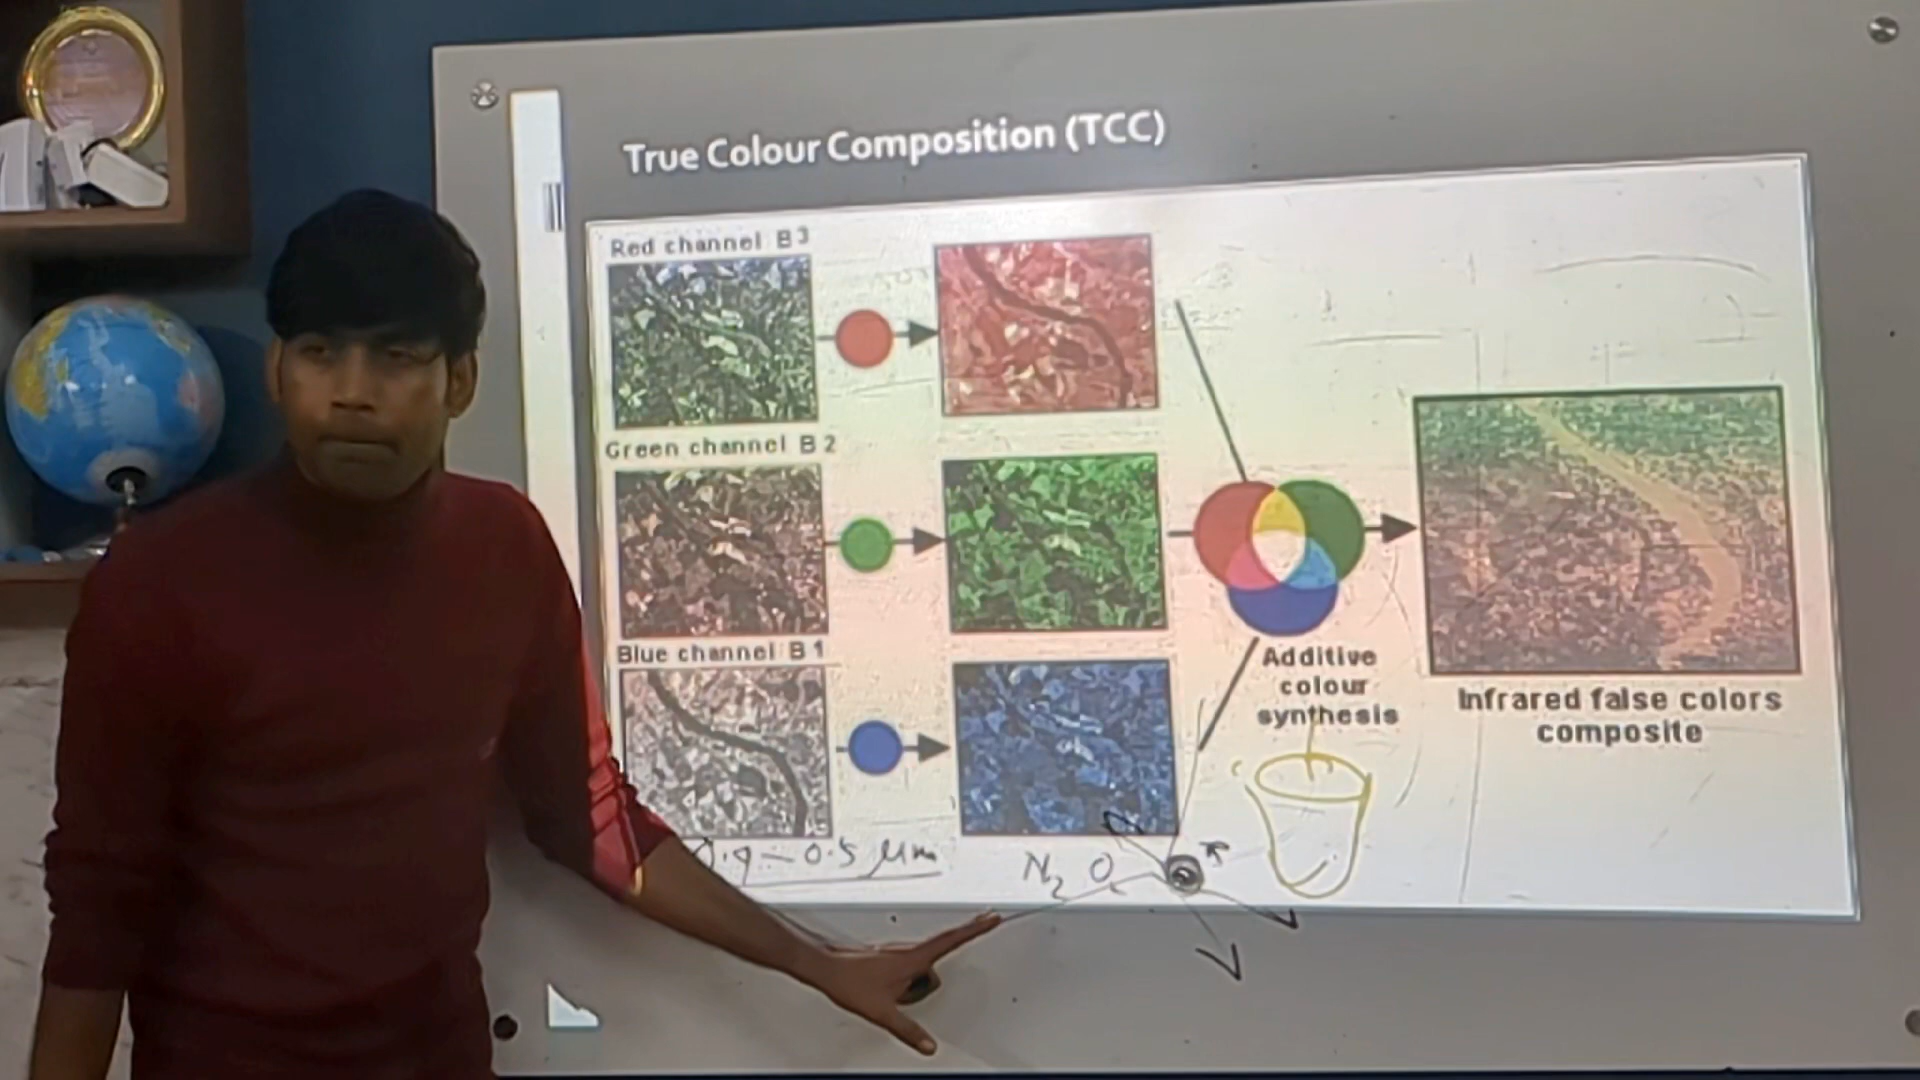 True Colour Composition (TCC)
Red channel B3
Green channel B2
Blue channel B1
Additive
colour
synthesis
Infrared false colors
composite
0.4 - 0.5 μm
N2 O